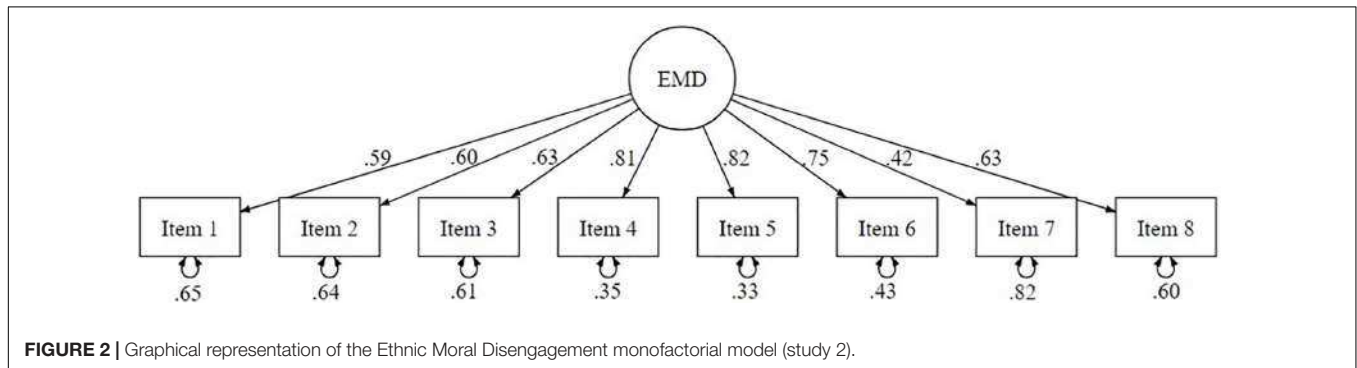 EMD
.59 .60 .63 .81 .82 .75 .42 .63
Item 1 Item 2 Item 3 Item 4 Item 5 Item 6 Item 7 Item 8
.65 .64 .61 .35 .33 .43 .82 .60
FIGURE 2 | Graphical representation of the Ethnic Moral Disengagement monofactorial model (study 2).